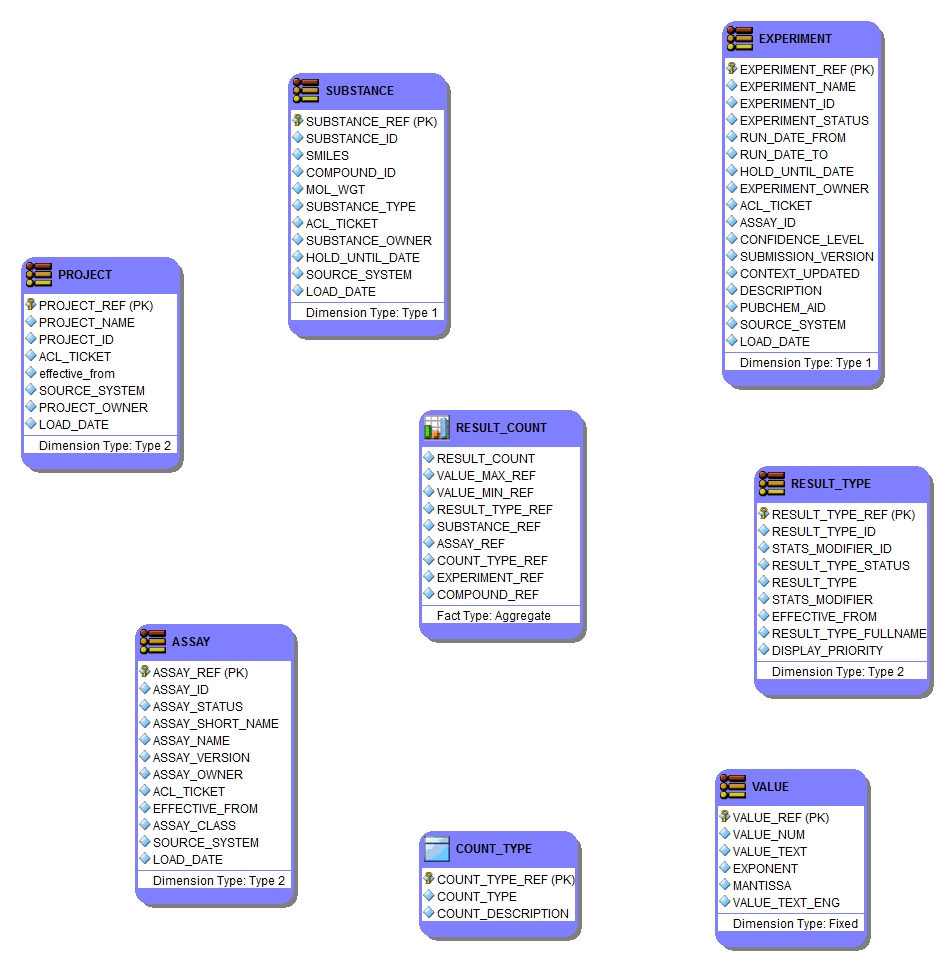 EXPERIMENT
EXPERIMENT_REF (PK)
EXPERIMENT_NAME
EXPERIMENT_ID
EXPERIMENT_STATUS
RUN_DATE_FROM
RUN_DATE_TO
HOLD_UNTIL_DATE
EXPERIMENT_OWNER
ACL_TICKET
ASSAY_ID
CONFIDENCE_LEVEL
SUBMISSION_VERSION
CONTEXT_UPDATED
DESCRIPTION
PUBCHEM_AID
SOURCE_SYSTEM
LOAD_DATE
Dimension Type: Type 1
SUBSTANCE
SUBSTANCE_REF (PK)
SUBSTANCE_ID
SMILES
COMPOUND_ID
MOL_WGT
SUBSTANCE_TYPE
ACL_TICKET
SUBSTANCE_OWNER
HOLD_UNTIL_DATE
SOURCE_SYSTEM
LOAD_DATE
Dimension Type: Type 1
PROJECT
PROJECT_REF (PK)
PROJECT_NAME
PROJECT_ID
ACL_TICKET
effective_from
SOURCE_SYSTEM
PROJECT_OWNER
LOAD_DATE
Dimension Type: Type 2
RESULT_COUNT
RESULT_COUNT
VALUE_MAX_REF
VALUE_MIN_REF
RESULT_TYPE_REF
SUBSTANCE_REF
ASSAY_REF
COUNT_TYPE_REF
EXPERIMENT_REF
COMPOUND_REF
Fact Type: Aggregate
RESULT_TYPE
RESULT_TYPE_REF (PK)
RESULT_TYPE_ID
STATS_MODIFIER_ID
RESULT_TYPE_STATUS
RESULT_TYPE
STATS_MODIFIER
EFFECTIVE_FROM
RESULT_TYPE_FULLNAME
DISPLAY_PRIORITY
Dimension Type: Type 2
ASSAY
ASSAY_REF (PK)
ASSAY_ID
ASSAY_STATUS
ASSAY_SHORT_NAME
ASSAY_NAME
ASSAY_VERSION
ASSAY_OWNER
ACL_TICKET
EFFECTIVE_FROM
ASSAY_CLASS
SOURCE_SYSTEM
LOAD_DATE
Dimension Type: Type 2
COUNT_TYPE
COUNT_TYPE_REF (PK)
COUNT_TYPE
COUNT_DESCRIPTION
VALUE
VALUE_REF (PK)
VALUE_NUM
VALUE_TEXT
EXPONENT
MANTISSA
VALUE_TEXT_ENG
Dimension Type: Fixed